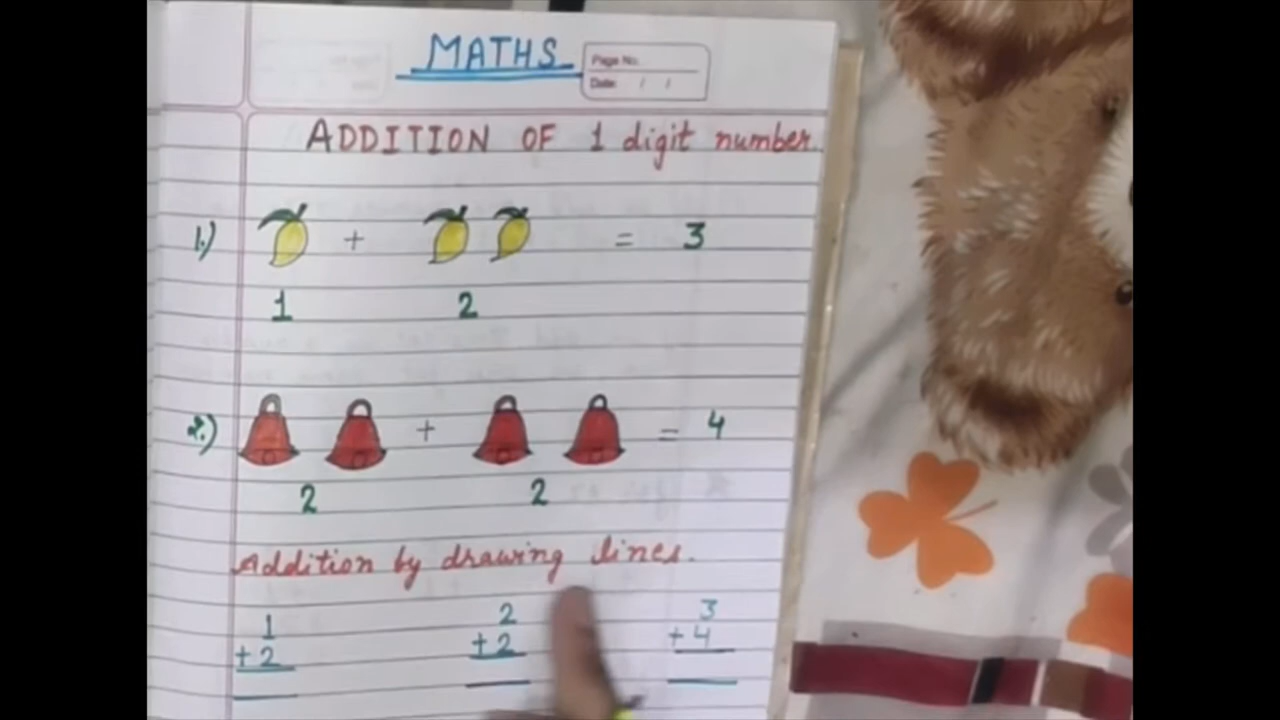 MATHS
Page No.
Date: / /
ADDITION OF 1 digit number.
1.) + = 3
1 2
2.) + = 4
2 2
Addition by drawing lines.
1 2 3
+2 +2 +4